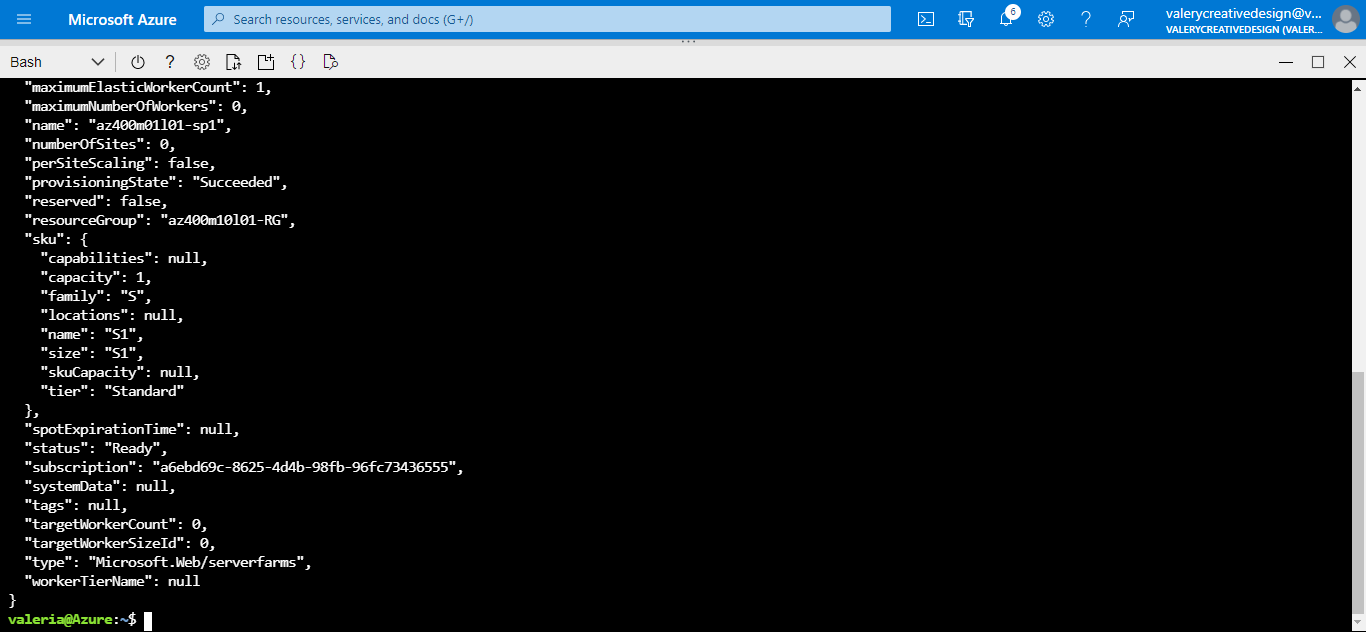 Microsoft Azure
Search resources, services, and docs (G+/)
6
valerycreativedesign@v...
VALERYCREATIVEDESIGN (VALER...
Bash
"maximumElasticWorkerCount": 1,
"maximumNumberOfWorkers": 0,
"name": "az400m01l01-sp1",
"numberOfSites": 0,
"perSiteScaling": false,
"provisioningState": "Succeeded",
"reserved": false,
"resourceGroup": "az400m10l01-RG",
"sku": {
"capabilities": null,
"capacity": 1,
"family": "S",
"locations": null,
"name": "S1",
"size": "S1",
"skuCapacity": null,
"tier": "Standard"
},
"spotExpirationTime": null,
"status": "Ready",
"subscription": "a6ebd69c-8625-4d4b-98fb-96fc73436555",
"systemData": null,
"tags": null,
"targetWorkerCount": 0,
"targetWorkerSizeId": 0,
"type": "Microsoft.Web/serverfarms",
"workerTierName": null
}
valeria@Azure:~$